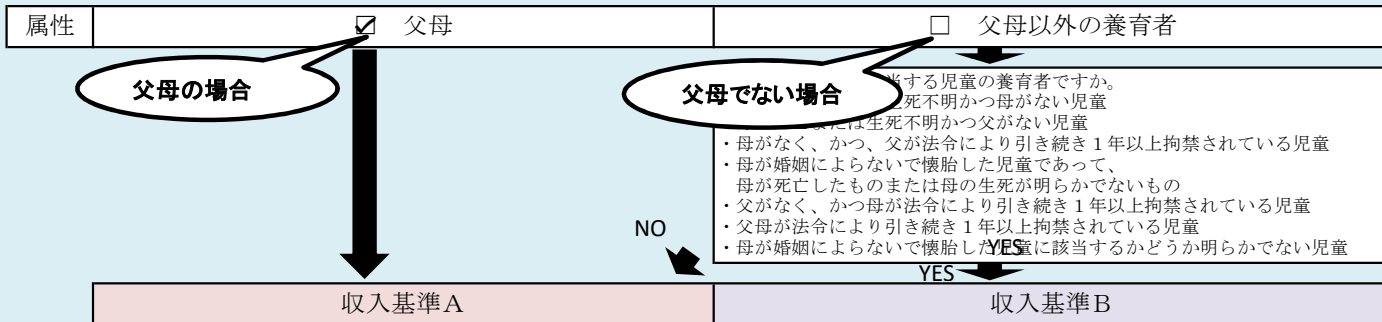 属性
☑ 父母
□ 父母以外の養育者
父母の場合
父母でない場合
当する児童の養育者ですか。
生死不明かつ母がない児童
または生死不明かつ父がない児童
・母がなく、かつ、父が法令により引き続き1年以上拘禁されている児童
・母が婚姻によらないで懐胎した児童であって、
母が死亡したものまたは母の生死が明らかでないもの
・父がなく、かつ母が法令により引き続き1年以上拘禁されている児童
・父母が法令により引き続き1年以上拘禁されている児童
・母が婚姻によらないで懐胎した児童に該当するかどうか明らかでない児童
YES
NO
YES
収入基準A
収入基準B